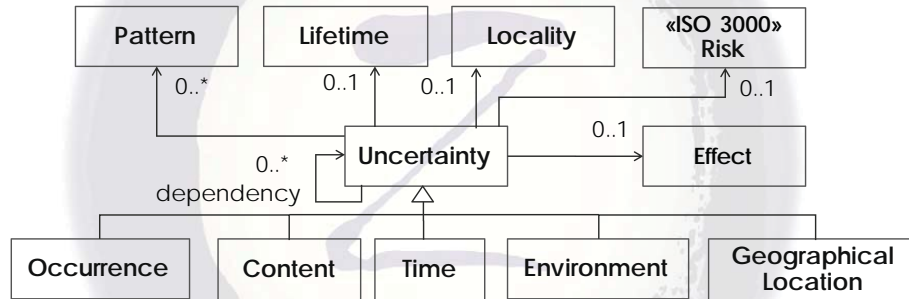 Pattern
Lifetime
Locality
«ISO 3000»
Risk
0..*
0..1
0..1
0..1
Uncertainty
0..1
Effect
0..*
dependency
Occurrence
Content
Time
Environment
Geographical
Location